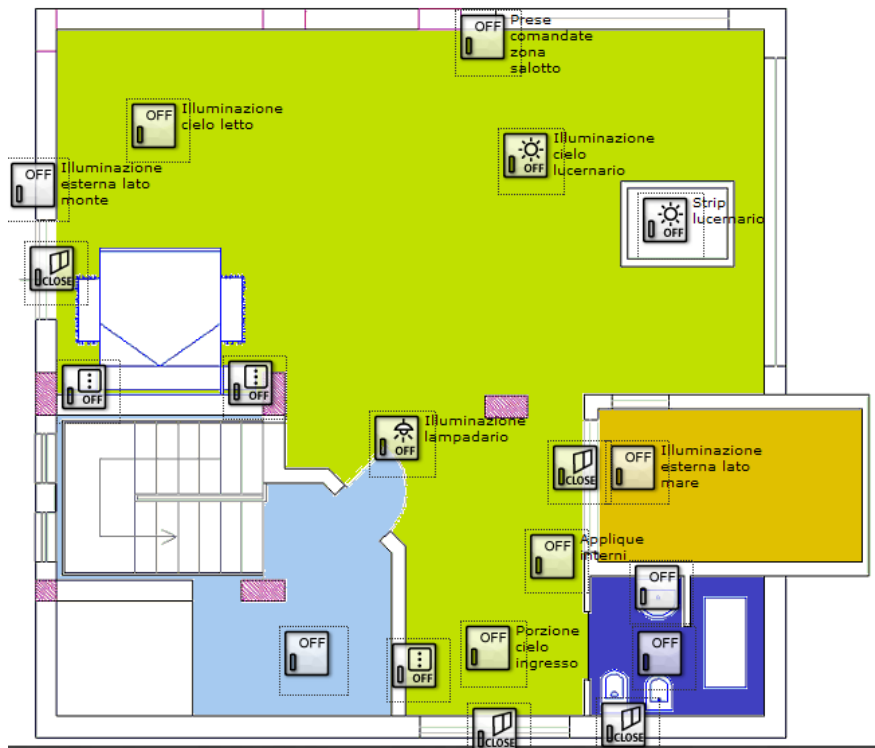 OFF
Prese
comandate
zona
salotto
OFF
Illuminazione
cielo letto
OFF
Illuminazione
cielo
lucernario
OFF
Illuminazione
esterna lato
monte
OFF
Strip
lucernario
CLOSE
OFF
OFF
OFF
Illuminazione
lampadario
CLOSE
OFF
Illuminazione
esterna lato
mare
OFF
Applique
interni
OFF
OFF
OFF
Porzione
cielo
ingresso
OFF
OFF
CLOSE
CLOSE